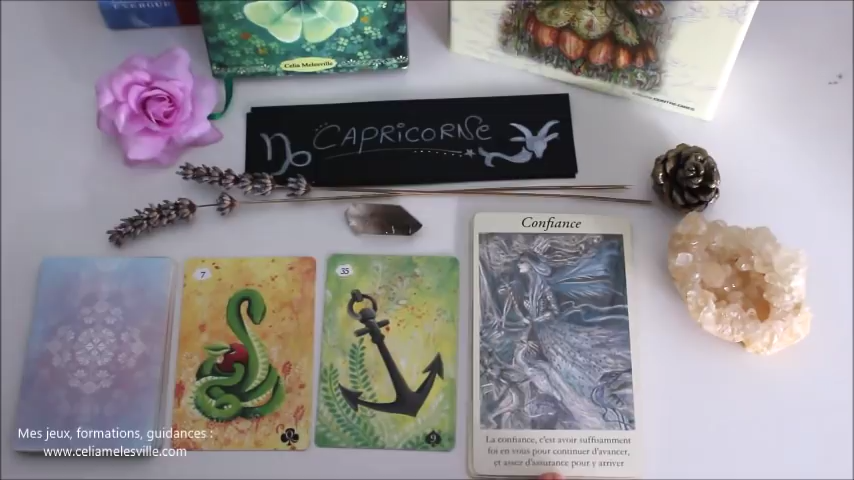 EXERGUE
Celia Melesville
CAPRICORNE
Confiance
7
35
La confiance, c'est avoir suffisamment
foi en vous pour continuer d'avancer,
et assez d'assurance pour y arriver
9
Mes jeux, formations, guidances :
www.celiamelesville.com